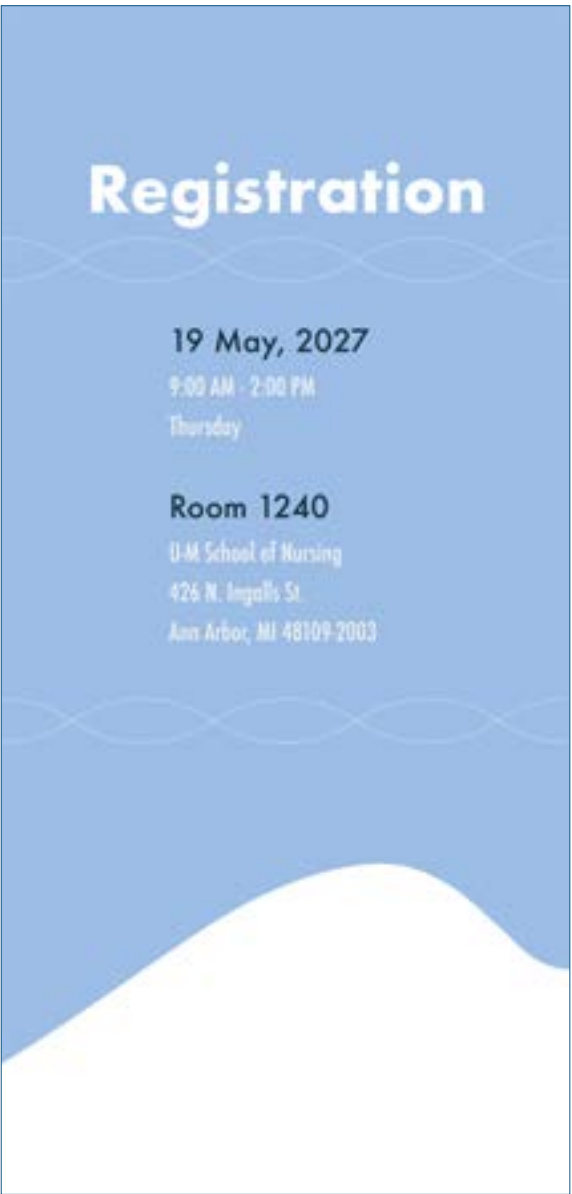 Registration
19 May, 2027
9:00 AM - 2:00 PM
Thursday
Room 1240
U-M School of Nursing
426 N. Ingalls St.
Ann Arbor, MI 48109-2003